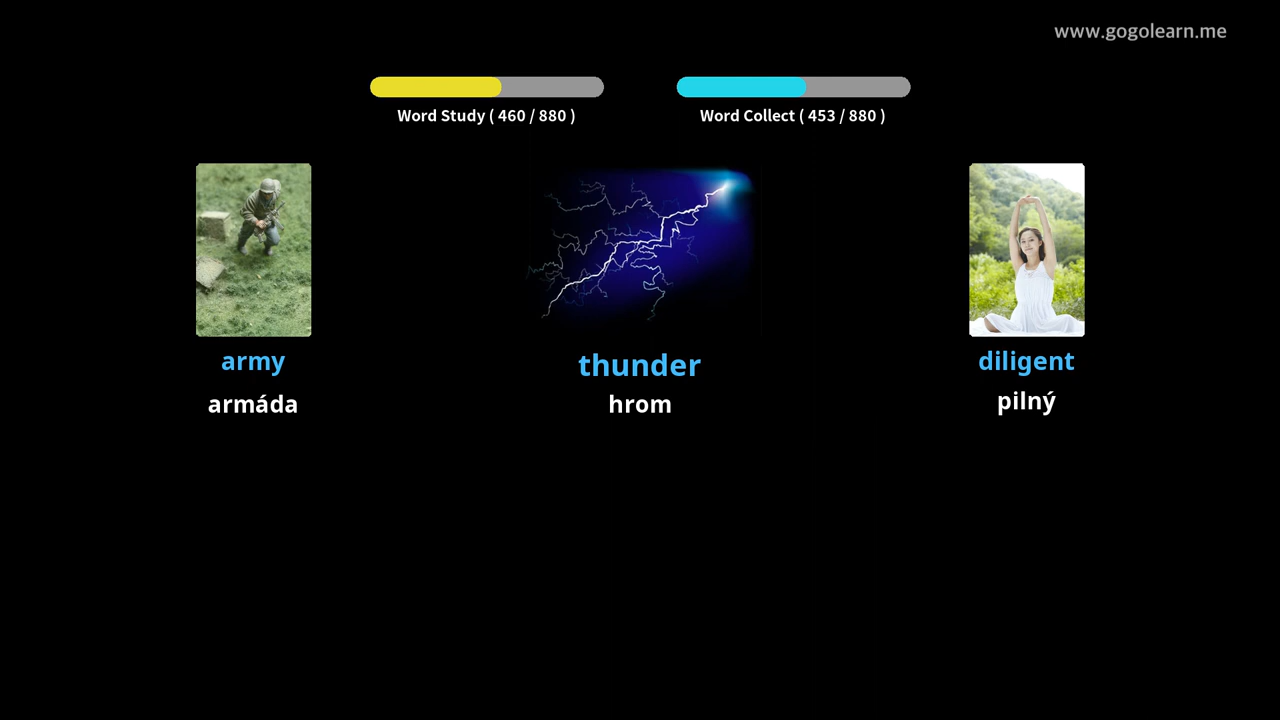 www.gogolearn.me
Word Study ( 460 / 880 )
Word Collect ( 453 / 880 )
army
thunder
diligent
armáda
hrom
pilný